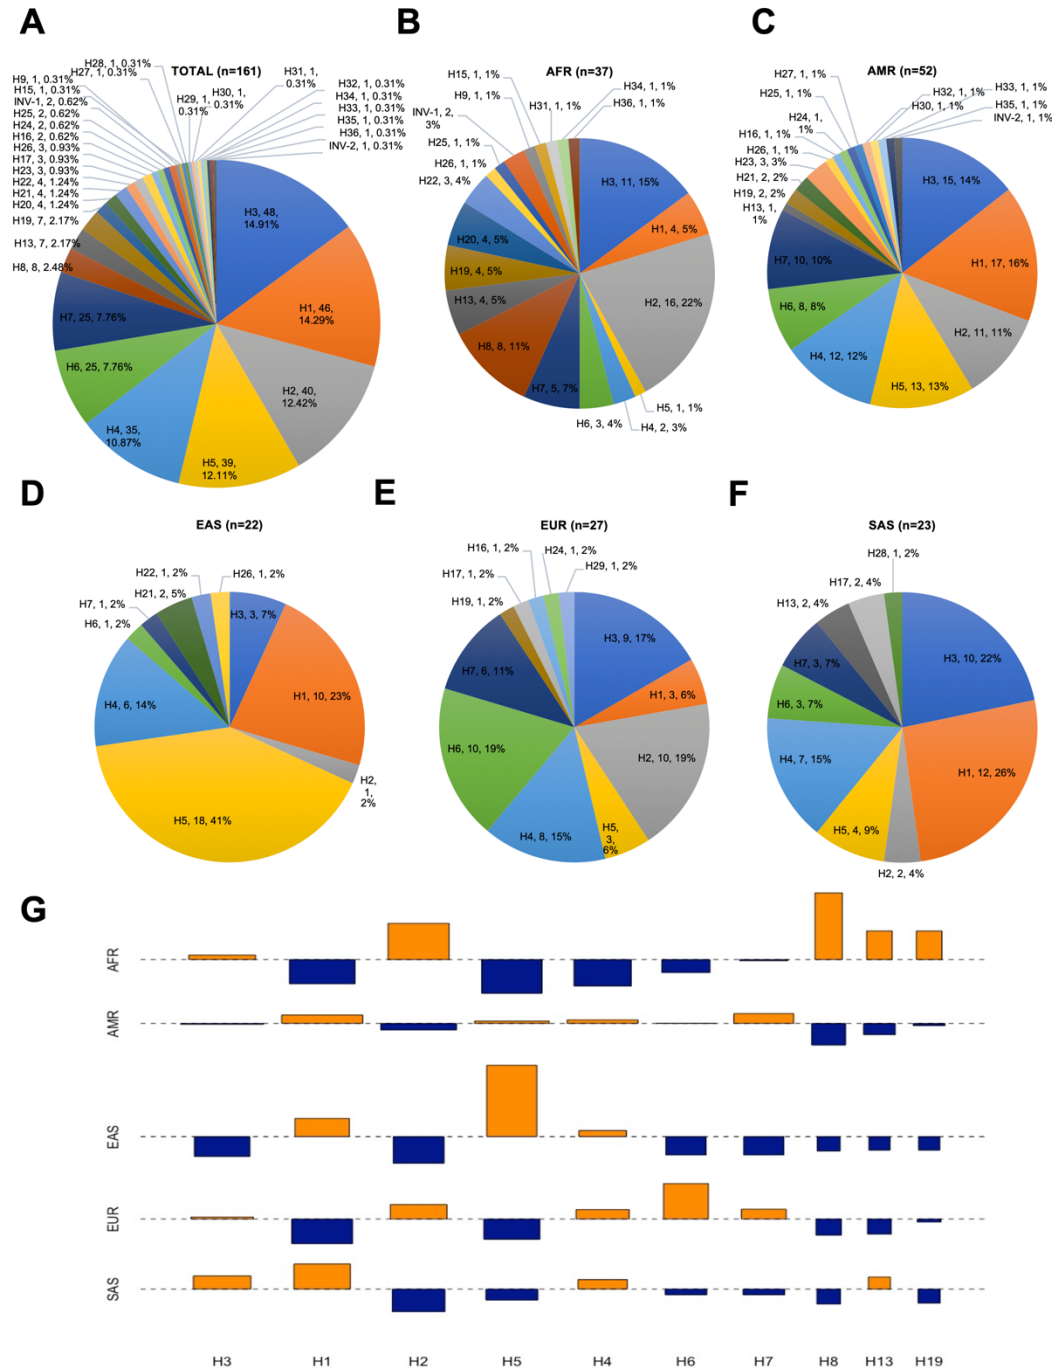 A
TOTAL (n=161)
H28, 1, 0.31%
H27, 1, 0.31%
H9, 1, 0.31%
H15, 1, 0.31%
INV-1, 2, 0.62%
H25, 2, 0.62%
H24, 2, 0.62%
H16, 2, 0.62%
H26, 3, 0.93%
H17, 3, 0.93%
H23, 3, 0.93%
H22, 4, 1.24%
H21, 4, 1.24%
H20, 4, 1.24%
H19, 7, 2.17%
H13, 7, 2.17%
H8, 8, 2.48%
H7, 25, 7.76%
H6, 25, 7.76%
H4, 35,
10.87%
H5, 39,
12.11%
H2, 40,
12.42%
H1, 46,
14.29%
H3, 48,
14.91%
H29, 1,
0.31%
H30, 1,
0.31%
H31, 1,
0.31%
H32, 1, 0.31%
H34, 1, 0.31%
H33, 1, 0.31%
H35, 1, 0.31%
H36, 1, 0.31%
INV-2, 1, 0.31%
B
AFR (n=37)
H15, 1, 1%
H9, 1, 1%
INV-1, 2,
3%
H25, 1, 1%
H26, 1, 1%
H22, 3, 4%
H20, 4, 5%
H19, 4, 5%
H13, 4, 5%
H8, 8, 11%
H7, 5, 7%
H6, 3, 4%
H4, 2, 3%
H5, 1, 1%
H2, 16, 22%
H1, 4, 5%
H3, 11, 15%
H31, 1, 1%
H34, 1, 1%
H36, 1, 1%
C
AMR (n=52)
H27, 1, 1%
H25, 1, 1%
H24, 1,
1%
H16, 1, 1%
H26, 1, 1%
H23, 3, 3%
H21, 2, 2%
H19, 2, 2%
H13, 1,
1%
H7, 10, 10%
H6, 8, 8%
H4, 12, 12%
H5, 13, 13%
H2, 11, 11%
H1, 17, 16%
H3, 15, 14%
H32, 1, 1%
H30, 1, 1%
H33, 1, 1%
H35, 1, 1%
INV-2, 1, 1%
D
EAS (n=22)
H22, 1, 2%
H21, 2, 5%
H7, 1, 2%
H6, 1, 2%
H4, 6, 14%
H5, 18, 41%
H2,
1,
2%
H1, 10, 23%
H3, 3, 7%
H26, 1, 2%
E
EUR (n=27)
H16, 1, 2%
H17, 1, 2%
H19, 1, 2%
H7, 6, 11%
H6, 10, 19%
H4, 8, 15%
H5,
3,
6%
H2, 10, 19%
H1, 3, 6%
H3, 9, 17%
H24, 1, 2%
H29, 1, 2%
F
SAS (n=23)
H28, 1, 2%
H17, 2, 4%
H13, 2, 4%
H7, 3, 7%
H6, 3, 7%
H4, 7, 15%
H5, 4, 9%
H2, 2, 4%
H1, 12, 26%
H3, 10, 22%
G
AFR
AMR
EAS
EUR
SAS
H3 H1 H2 H5 H4 H6 H7 H8 H13 H19